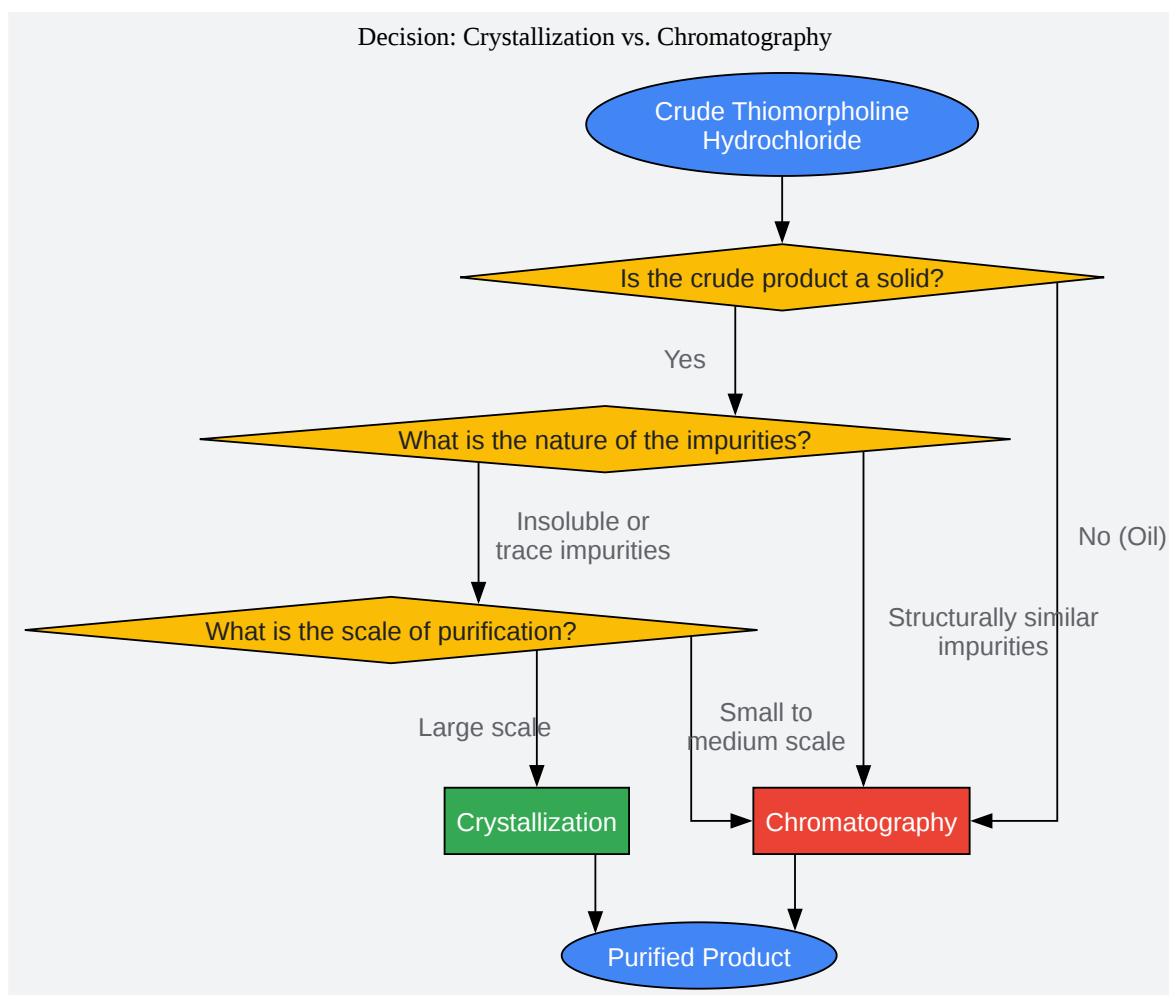 Decision: Crystallization vs. Chromatography
Crude Thiomorpholine
Hydrochloride
Is the crude product a solid?
Yes
What is the nature of the impurities?
Insoluble or
trace impurities
No (Oil)
What is the scale of purification?
Structurally similar
impurities
Large scale
Small to
medium scale
Crystallization
Chromatography
Purified Product